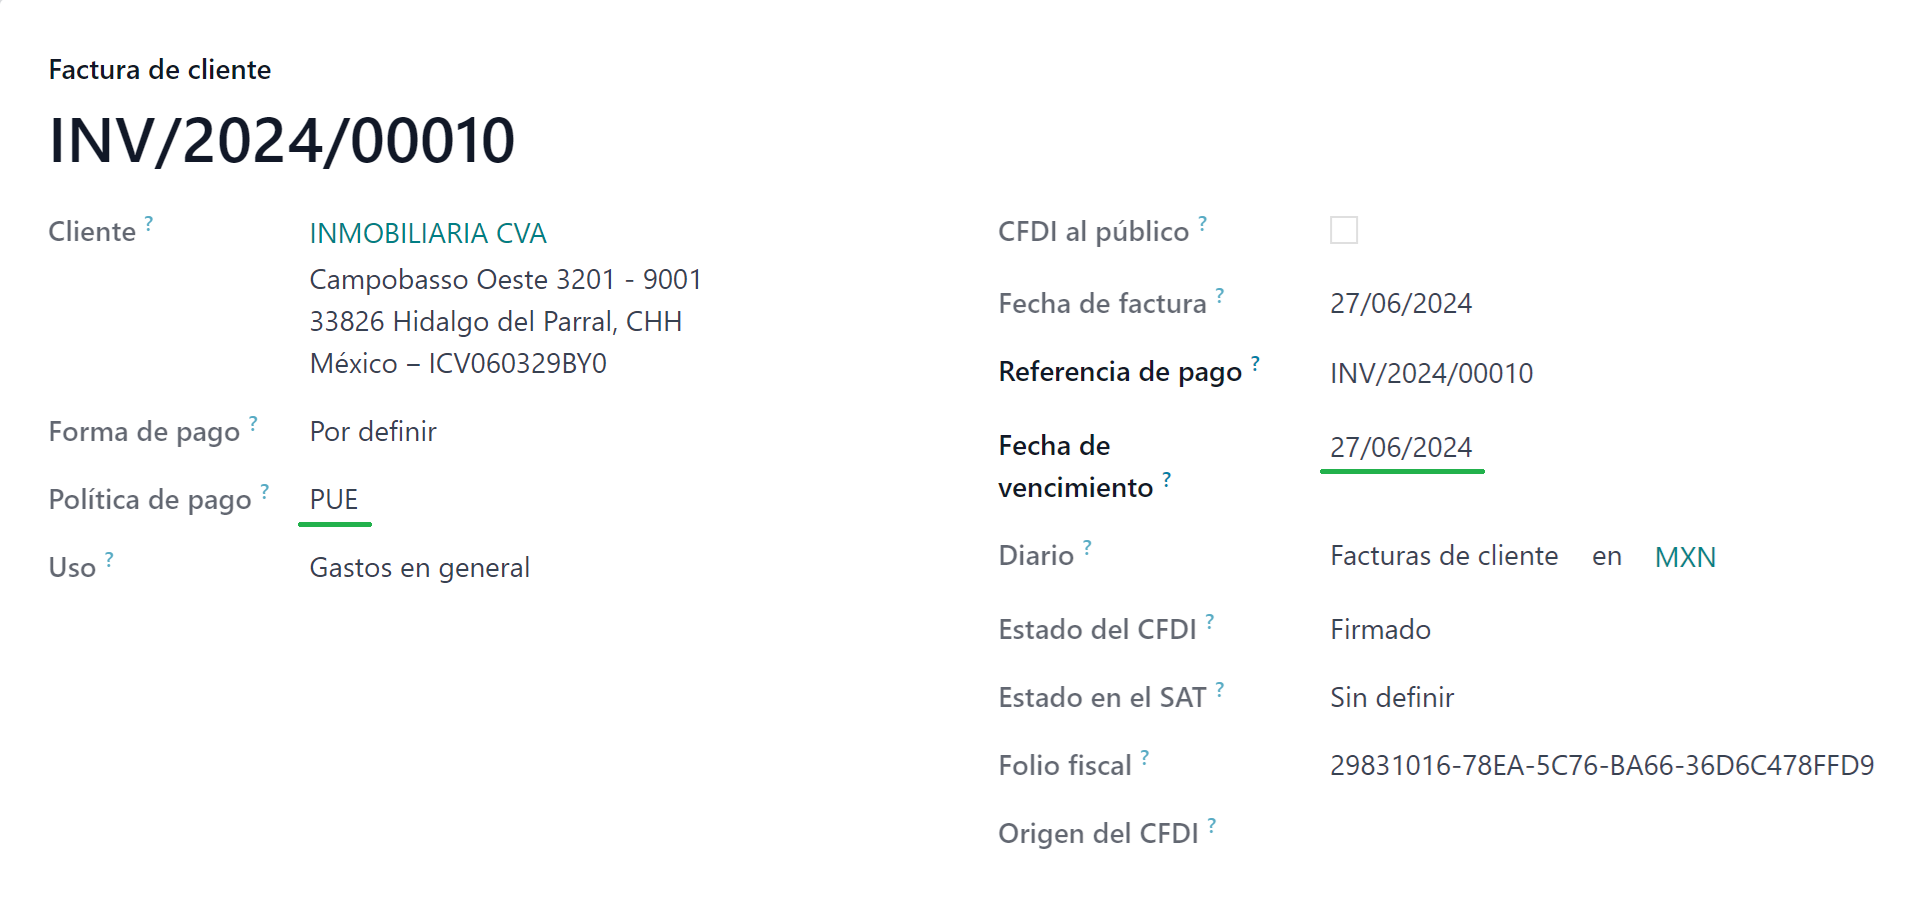 Factura de cliente
INV/2024/00010
Cliente ?
INMOBILIARIA CVA
Campobasso Oeste 3201 - 9001
33826 Hidalgo del Parral, CHH
México – ICV060329BY0
Forma de pago ? Por definir
Política de pago ? PUE
Uso ? Gastos en general
CFDI al público ?
Fecha de factura ? 27/06/2024
Referencia de pago ? INV/2024/00010
Fecha de
vencimiento ?
27/06/2024
Diario ? Facturas de cliente en MXN
Estado del CFDI ? Firmado
Estado en el SAT ? Sin definir
Folio fiscal ? 29831016-78EA-5C76-BA66-36D6C478FFD9
Origen del CFDI ?